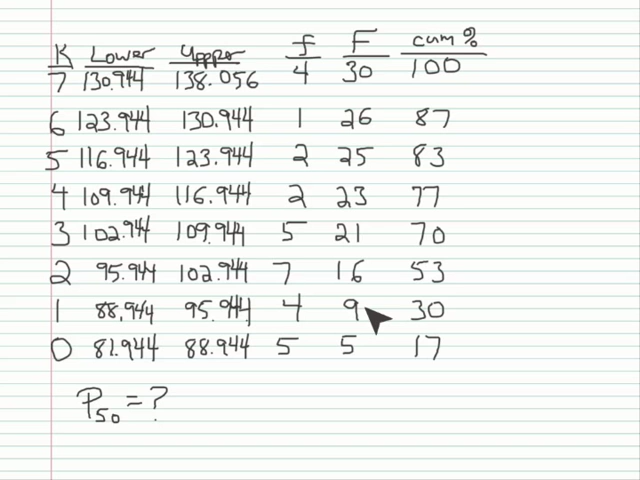 K Lower Upper f F cum %
7 130.944 138.056 4 30 100
6 123.944 130.944 1 26 87
5 116.944 123.944 2 25 83
4 109.944 116.944 2 23 77
3 102.944 109.944 5 21 70
2 95.944 102.944 7 16 53
1 88.944 95.944 4 9 30
0 81.944 88.944 5 5 17
P50 = ?